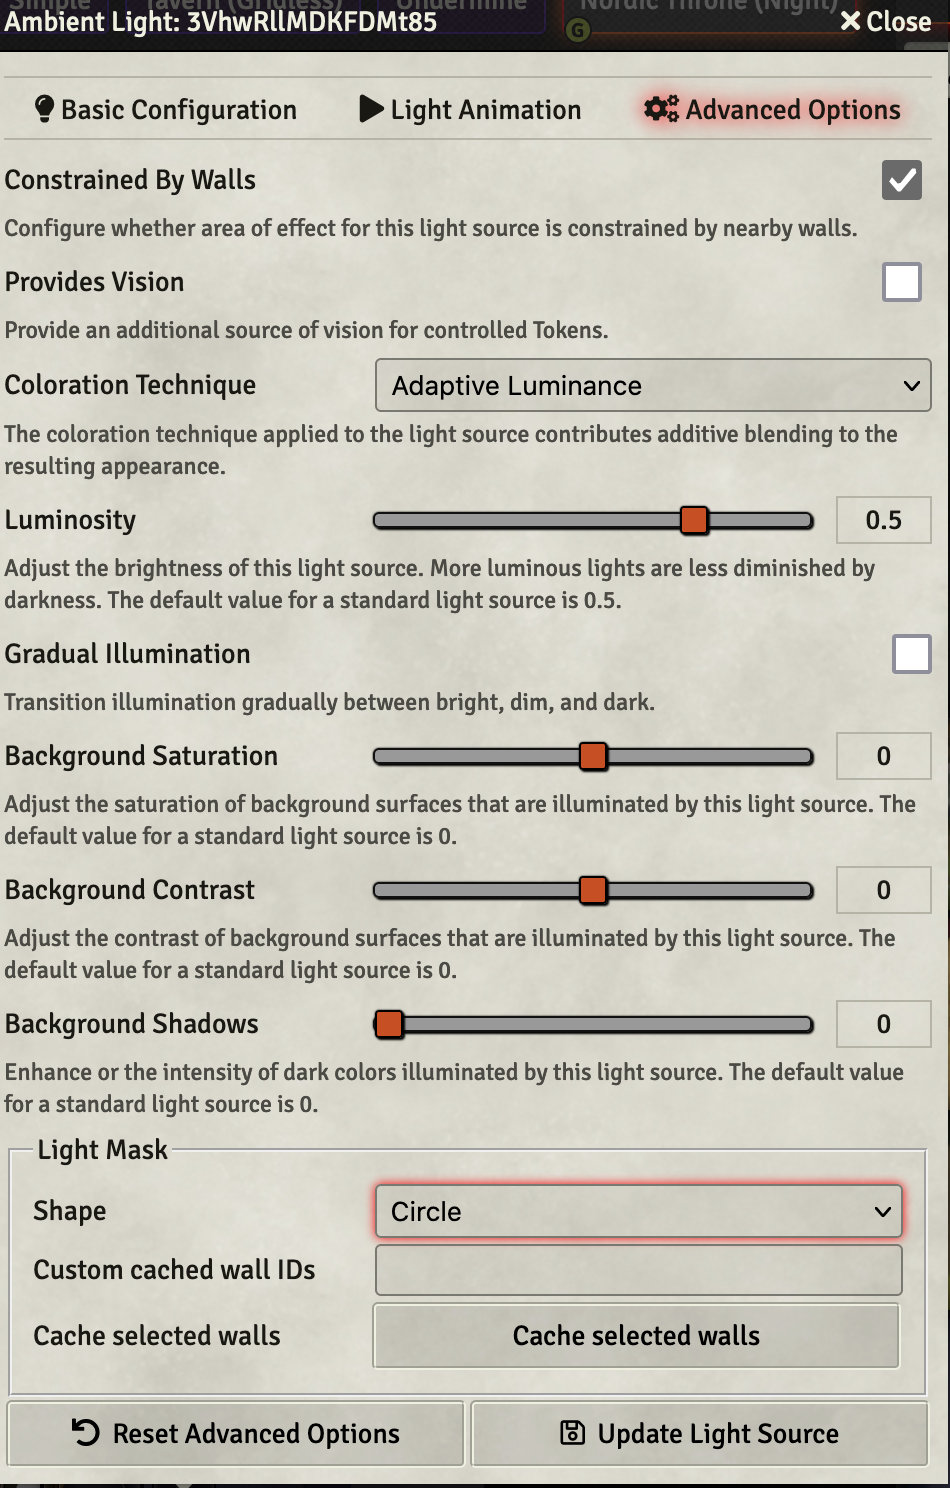 Simple Tavern (Gridless) Undermine Nordic Throne (Night)
Ambient Light: 3VhwRllMDKFDMt85 Close
G
Basic Configuration Light Animation Advanced Options
Constrained By Walls
Configure whether area of effect for this light source is constrained by nearby walls.
Provides Vision
Provide an additional source of vision for controlled Tokens.
Coloration Technique Adaptive Luminance
The coloration technique applied to the light source contributes additive blending to the
resulting appearance.
Luminosity 0.5
Adjust the brightness of this light source. More luminous lights are less diminished by
darkness. The default value for a standard light source is 0.5.
Gradual Illumination
Transition illumination gradually between bright, dim, and dark.
Background Saturation 0
Adjust the saturation of background surfaces that are illuminated by this light source. The
default value for a standard light source is 0.
Background Contrast 0
Adjust the contrast of background surfaces that are illuminated by this light source. The
default value for a standard light source is 0.
Background Shadows 0
Enhance or the intensity of dark colors illuminated by this light source. The default value
for a standard light source is 0.
Light Mask
Shape Circle
Custom cached wall IDs
Cache selected walls Cache selected walls
Reset Advanced Options Update Light Source